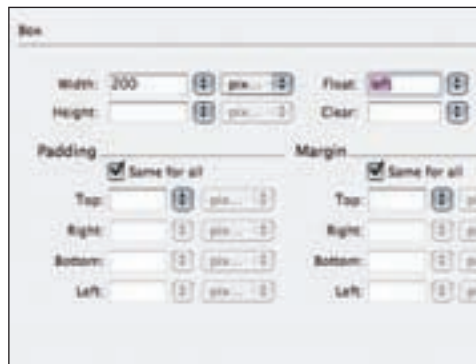 Box
Width: 200 pix... Float: left
Height: pix... Clear:
Padding Margin
Same for all Same for all
Top: pix... Top:
Right: pix... Right:
Bottom: pix... Bottom:
Left: pix... Left: